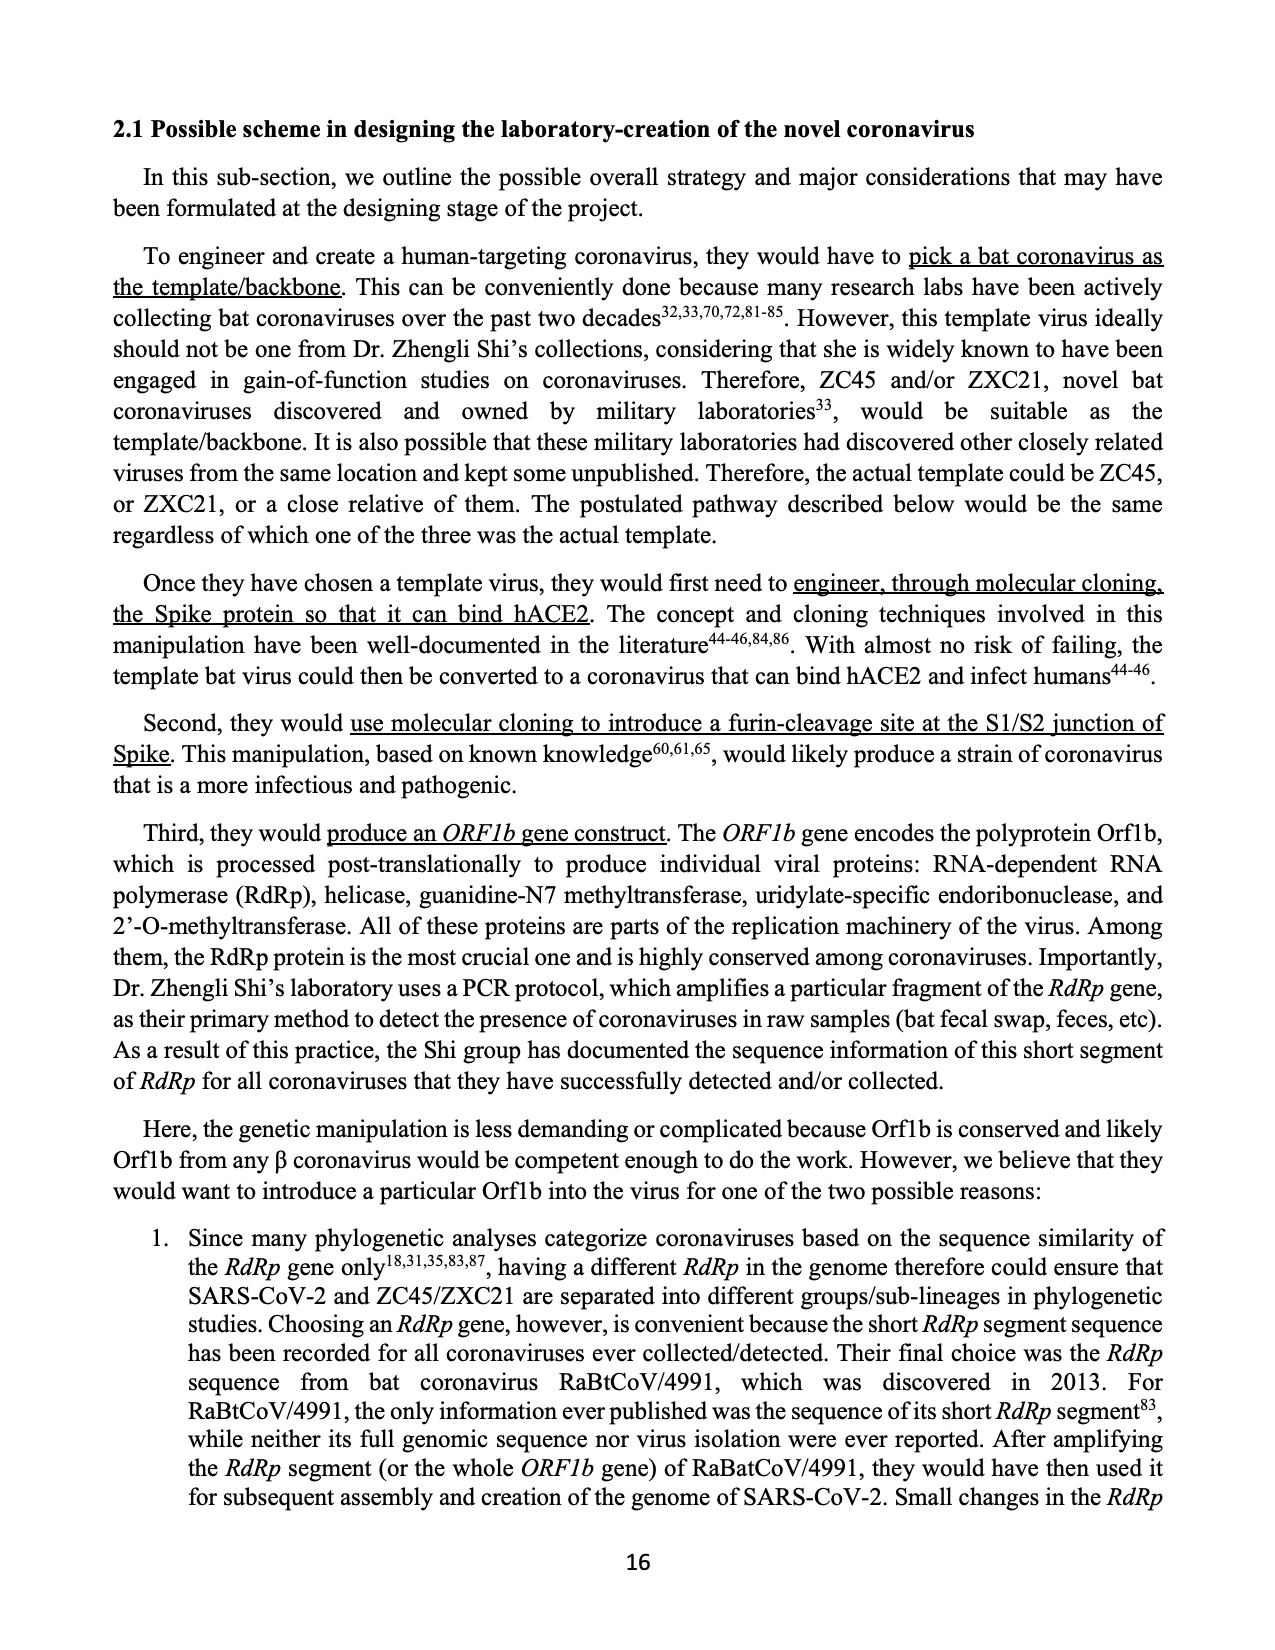 2.1 Possible scheme in designing the laboratory-creation of the novel coronavirus
In this sub-section, we outline the possible overall strategy and major considerations that may have
been formulated at the designing stage of the project.
To engineer and create a human-targeting coronavirus, they would have to pick a bat coronavirus as
the template/backbone. This can be conveniently done because many research labs have been actively
collecting bat coronaviruses over the past two decades32,33,70,72,81-85. However, this template virus ideally
should not be one from Dr. Zhengli Shi’s collections, considering that she is widely known to have been
engaged in gain-of-function studies on coronaviruses. Therefore, ZC45 and/or ZXC21, novel bat
coronaviruses discovered and owned by military laboratories33, would be suitable as the
template/backbone. It is also possible that these military laboratories had discovered other closely related
viruses from the same location and kept some unpublished. Therefore, the actual template could be ZC45,
or ZXC21, or a close relative of them. The postulated pathway described below would be the same
regardless of which one of the three was the actual template.
Once they have chosen a template virus, they would first need to engineer, through molecular cloning,
the Spike protein so that it can bind hACE2. The concept and cloning techniques involved in this
manipulation have been well-documented in the literature44-46,84,86. With almost no risk of failing, the
template bat virus could then be converted to a coronavirus that can bind hACE2 and infect humans44-46.
Second, they would use molecular cloning to introduce a furin-cleavage site at the S1/S2 junction of
Spike. This manipulation, based on known knowledge60,61,65, would likely produce a strain of coronavirus
that is a more infectious and pathogenic.
Third, they would produce an ORF1b gene construct. The ORF1b gene encodes the polyprotein Orf1b,
which is processed post-translationally to produce individual viral proteins: RNA-dependent RNA
polymerase (RdRp), helicase, guanidine-N7 methyltransferase, uridylate-specific endoribonuclease, and
2’-O-methyltransferase. All of these proteins are parts of the replication machinery of the virus. Among
them, the RdRp protein is the most crucial one and is highly conserved among coronaviruses. Importantly,
Dr. Zhengli Shi’s laboratory uses a PCR protocol, which amplifies a particular fragment of the RdRp gene,
as their primary method to detect the presence of coronaviruses in raw samples (bat fecal swap, feces, etc).
As a result of this practice, the Shi group has documented the sequence information of this short segment
of RdRp for all coronaviruses that they have successfully detected and/or collected.
Here, the genetic manipulation is less demanding or complicated because Orf1b is conserved and likely
Orf1b from any β coronavirus would be competent enough to do the work. However, we believe that they
would want to introduce a particular Orf1b into the virus for one of the two possible reasons:
1. Since many phylogenetic analyses categorize coronaviruses based on the sequence similarity of
the RdRp gene only18,31,35,83,87, having a different RdRp in the genome therefore could ensure that
SARS-CoV-2 and ZC45/ZXC21 are separated into different groups/sub-lineages in phylogenetic
studies. Choosing an RdRp gene, however, is convenient because the short RdRp segment sequence
has been recorded for all coronaviruses ever collected/detected. Their final choice was the RdRp
sequence from bat coronavirus RaBtCoV/4991, which was discovered in 2013. For
RaBtCoV/4991, the only information ever published was the sequence of its short RdRp segment83,
while neither its full genomic sequence nor virus isolation were ever reported. After amplifying
the RdRp segment (or the whole ORF1b gene) of RaBatCoV/4991, they would have then used it
for subsequent assembly and creation of the genome of SARS-CoV-2. Small changes in the RdRp
16